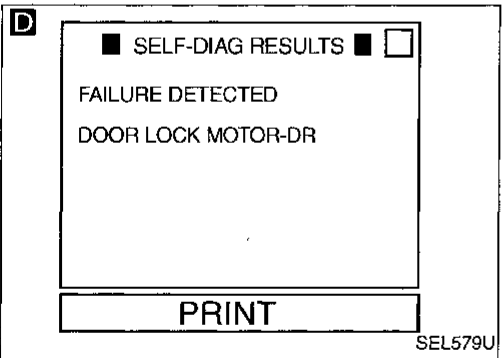 D
■ SELF-DIAG RESULTS ■ □
FAILURE DETECTED
DOOR LOCK MOTOR-DR
PRINT
SEL579U